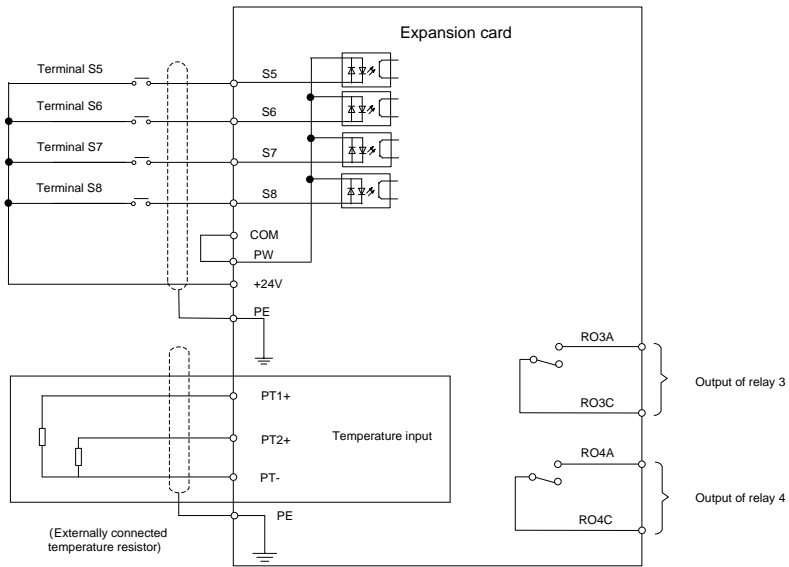 Expansion card
Terminal S5
S5
Terminal S6
S6
Terminal S7
S7
Terminal S8
S8
COM
PW
+24V
PE
RO3A
Output of relay 3
RO3C
PT1+
PT2+
Temperature input
PT-
RO4A
Output of relay 4
RO4C
PE
(Externally connected
temperature resistor)